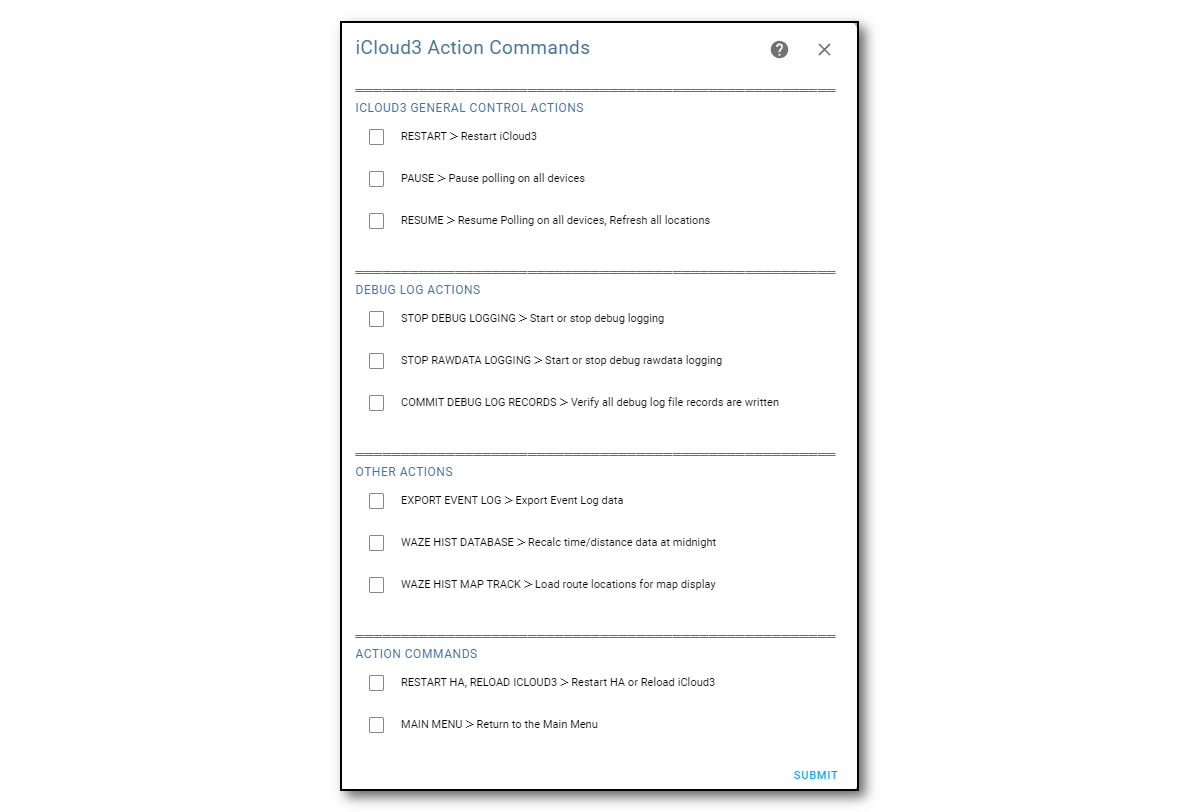 iCloud3 Action Commands
ICLOUD3 GENERAL CONTROL ACTIONS
RESTART > Restart iCloud3
PAUSE > Pause polling on all devices
RESUME > Resume Polling on all devices, Refresh all locations
DEBUG LOG ACTIONS
STOP DEBUG LOGGING > Start or stop debug logging
STOP RAWDATA LOGGING > Start or stop debug rawdata logging
COMMIT DEBUG LOG RECORDS > Verify all debug log file records are written
OTHER ACTIONS
EXPORT EVENT LOG > Export Event Log data
WAZE HIST DATABASE > Recalc time/distance data at midnight
WAZE HIST MAP TRACK > Load route locations for map display
ACTION COMMANDS
RESTART HA, RELOAD ICLOUD3 > Restart HA or Reload iCloud3
MAIN MENU > Return to the Main Menu
SUBMIT